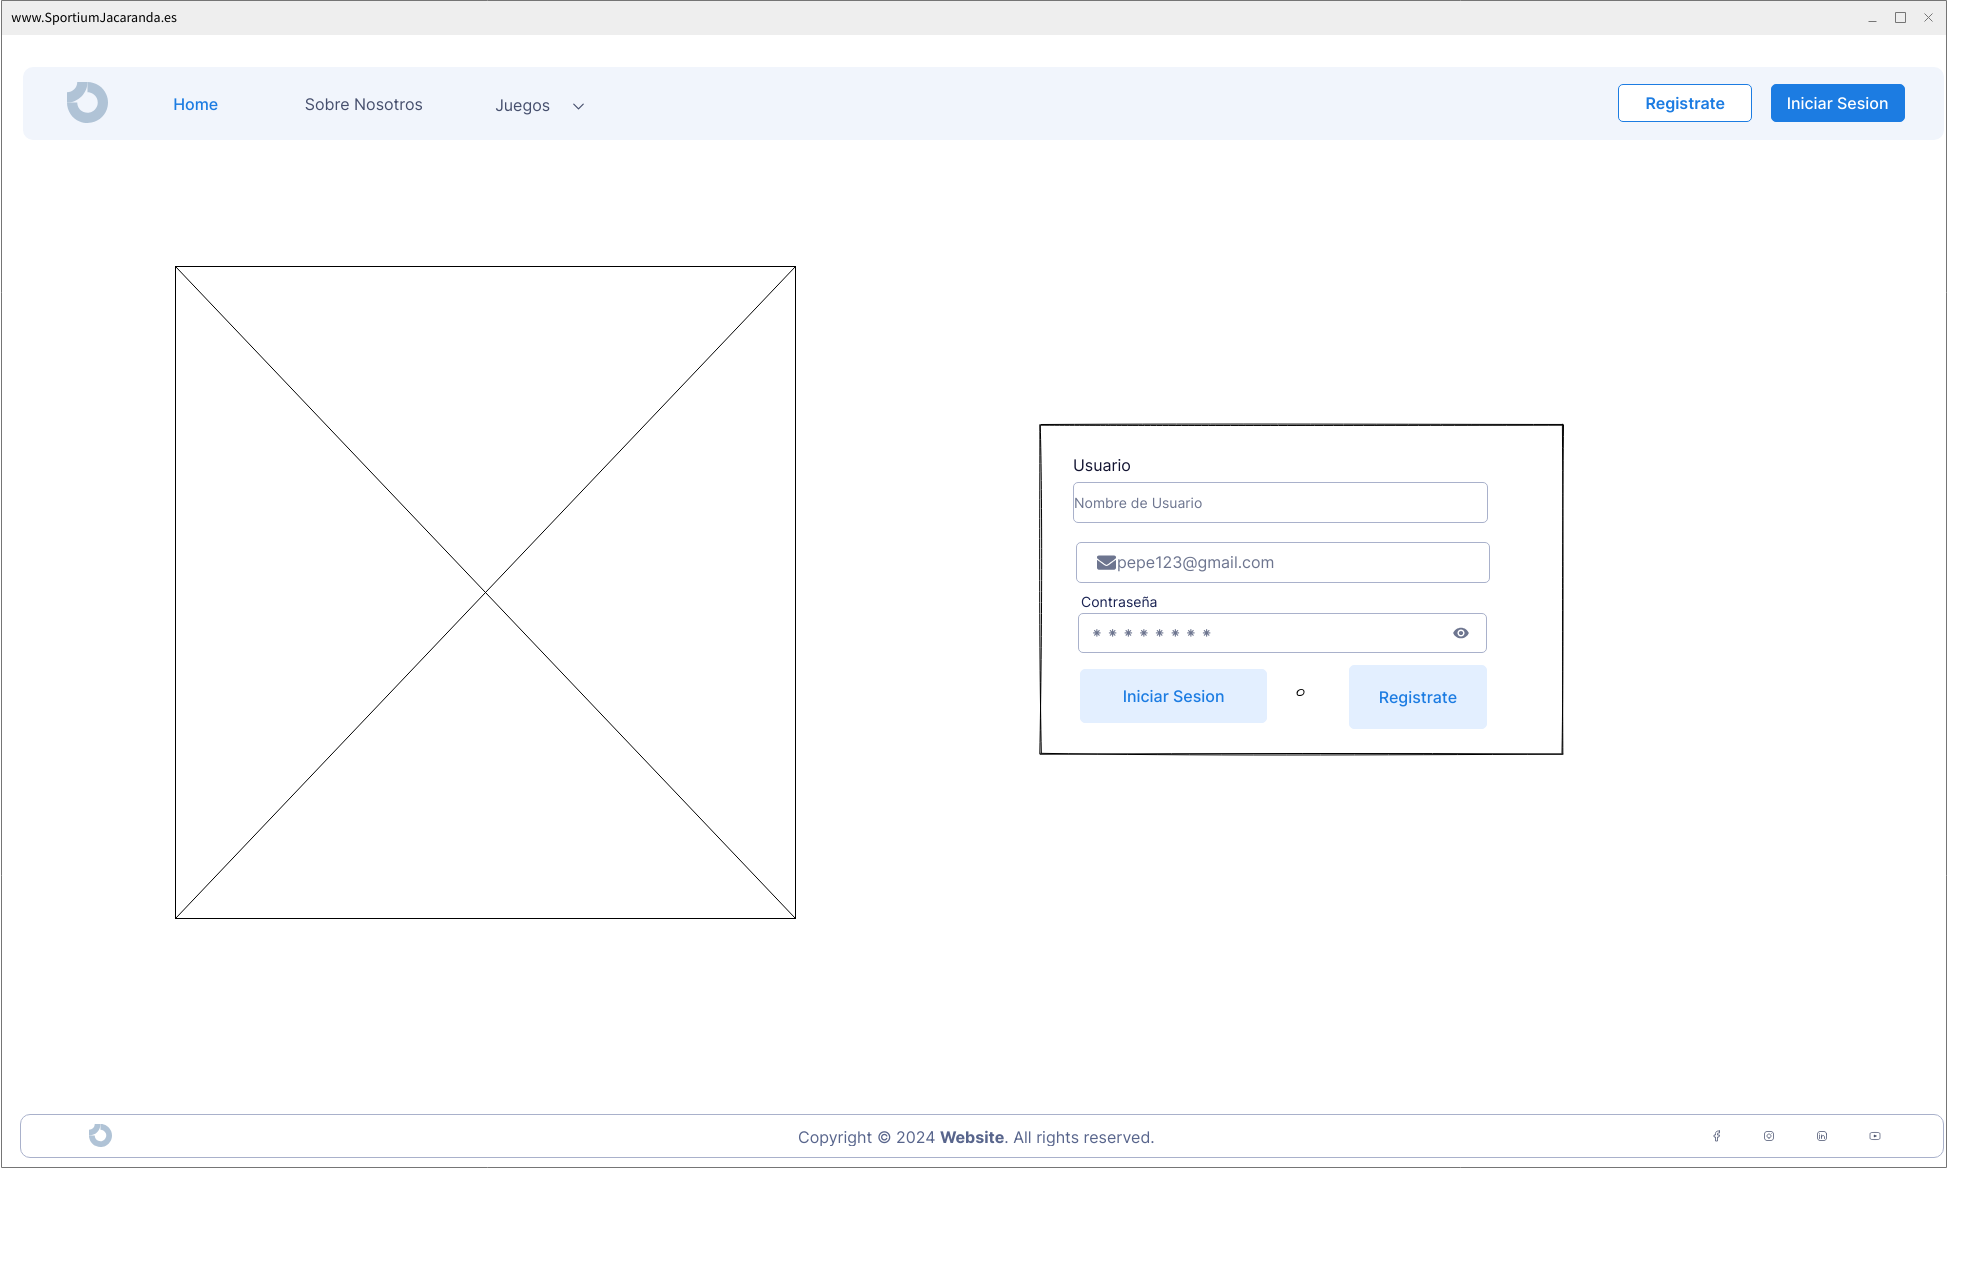 www.SportiumJacaranda.es
Home Sobre Nosotros Juegos Registrate Iniciar Sesion
Usuario
Nombre de Usuario
pepe123@gmail.com
Contraseña
* * * * * * * *
Iniciar Sesion o Registrate
Copyright © 2024 Website. All rights reserved.